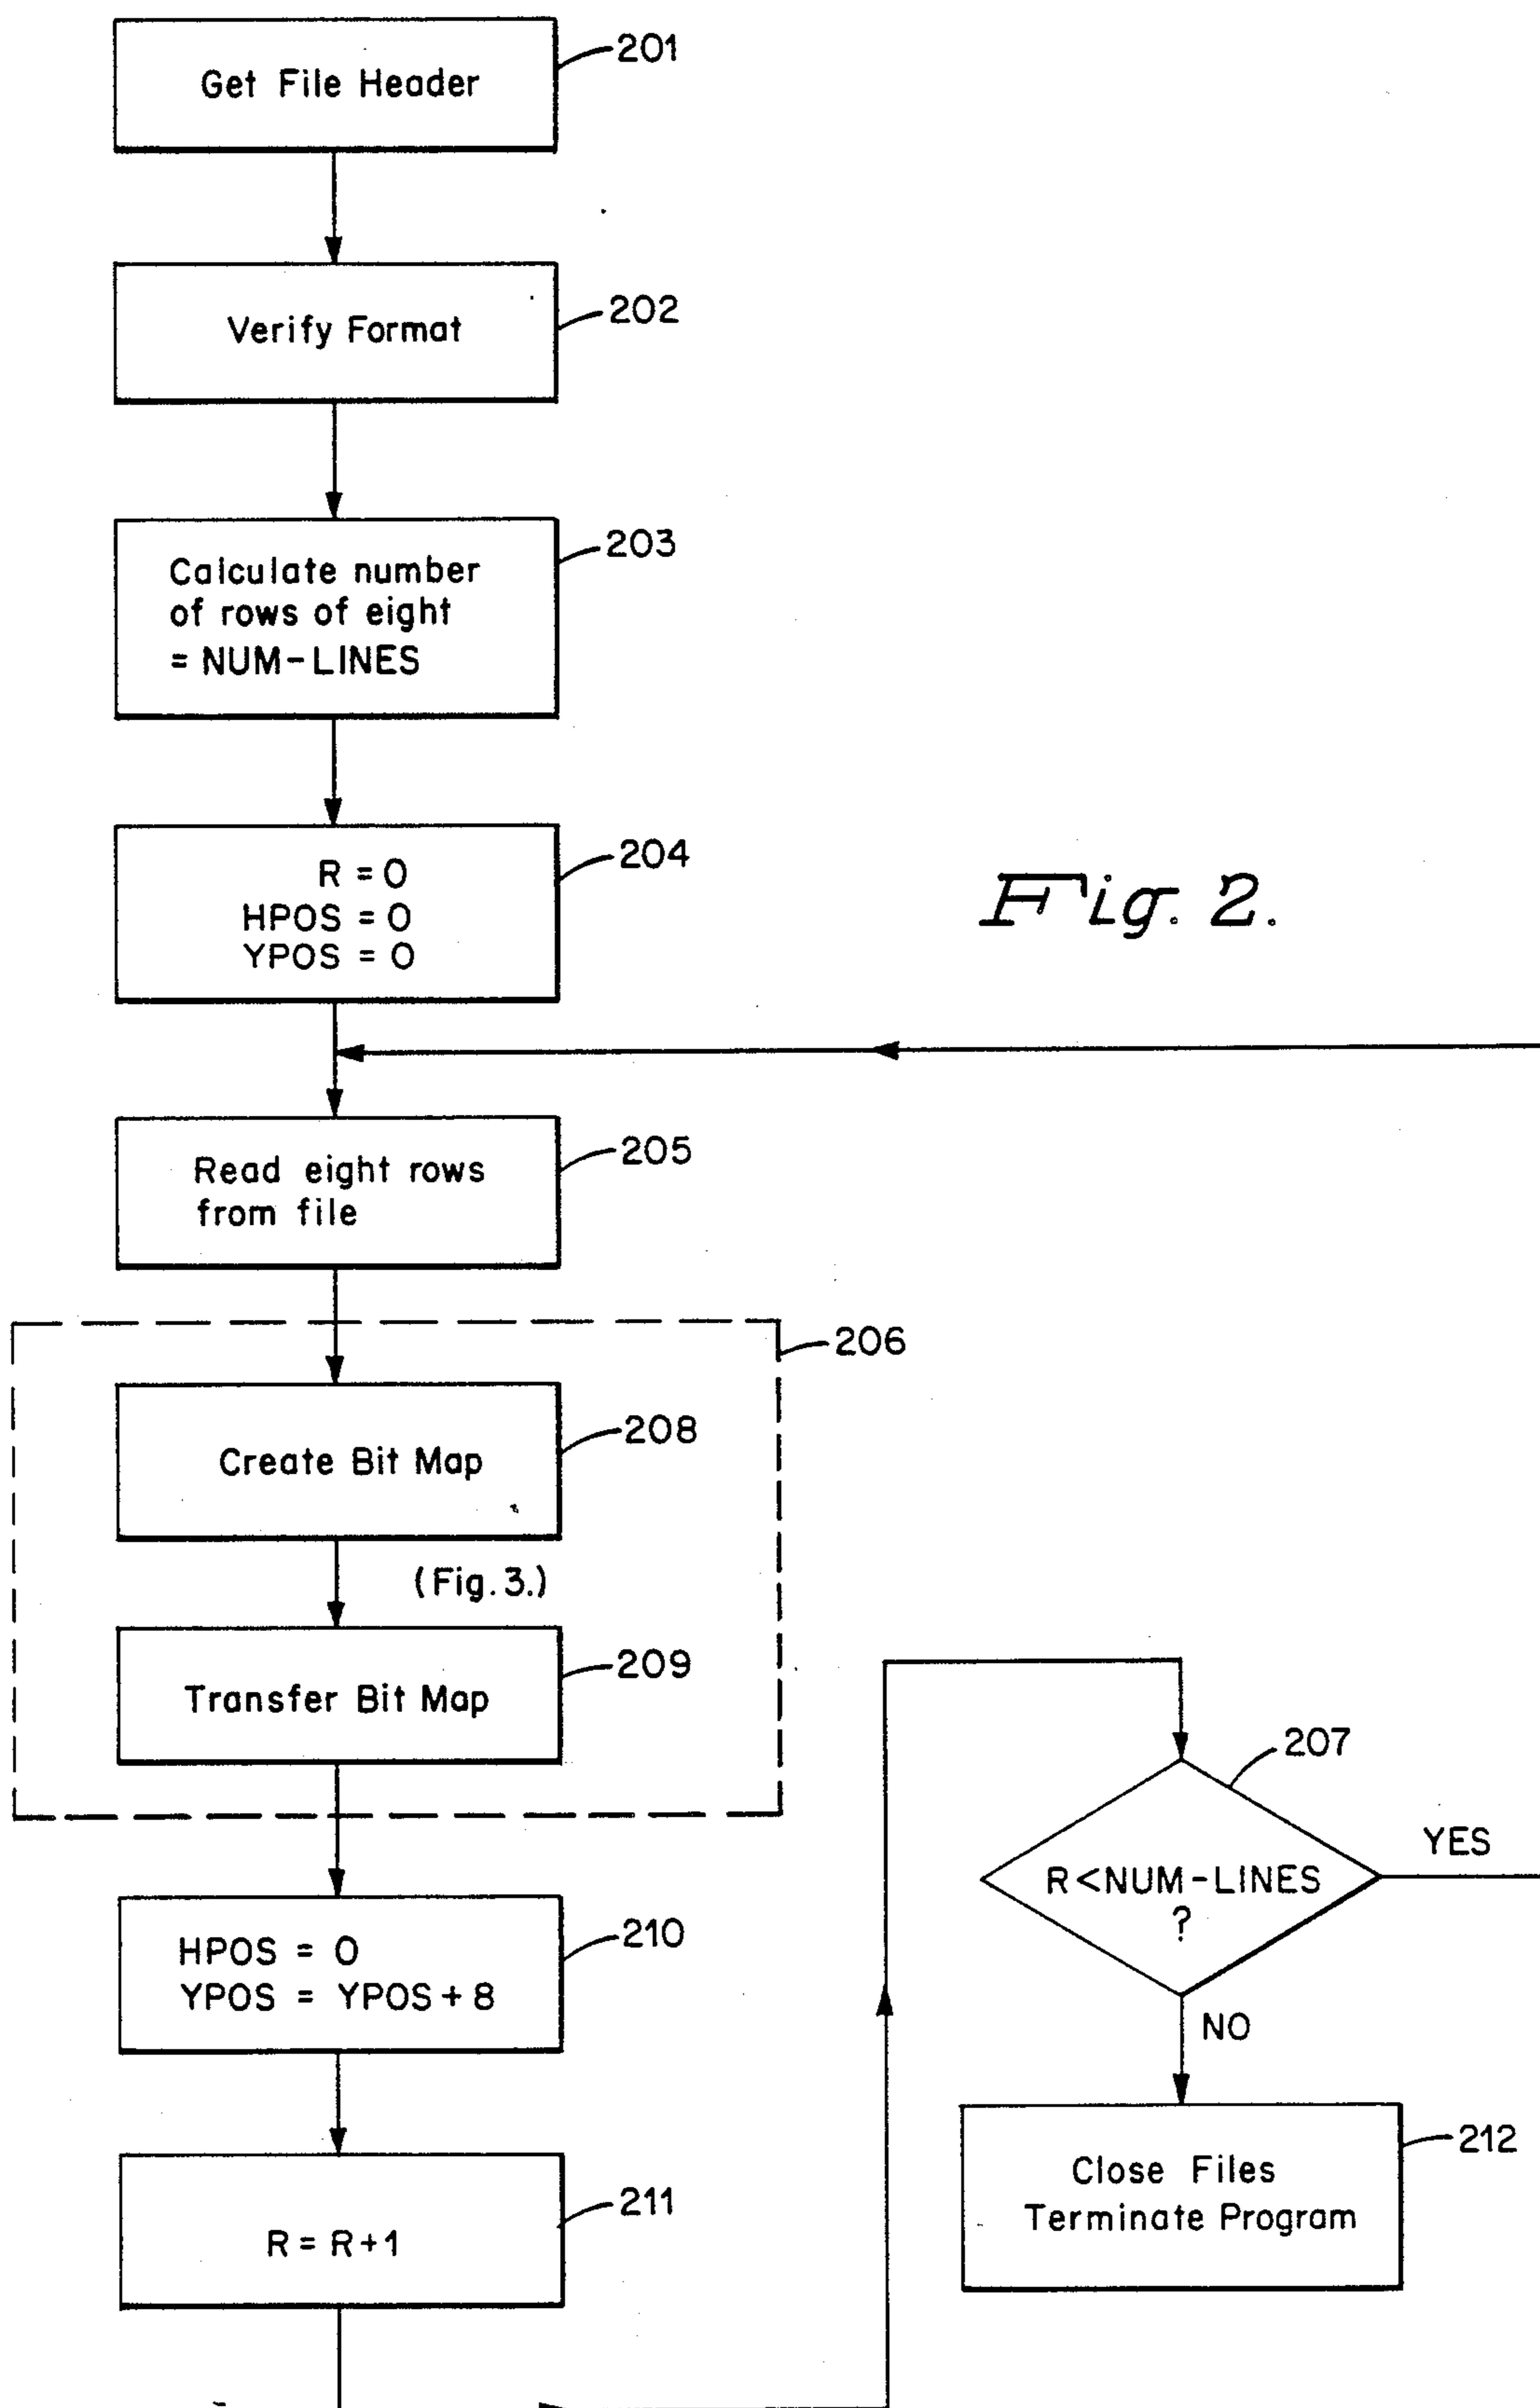 Get File Header
201
Verify Format
202
Calculate number
of rows of eight
= NUM-LINES
203
R = 0
HPOS = 0
YPOS = 0
204
Fig. 2.
Read eight rows
from file
205
206
Create Bit Map
208
(Fig. 3.)
Transfer Bit Map
209
HPOS = 0
YPOS = YPOS + 8
210
R = R+1
211
207
R<NUM-LINES
?
YES
NO
Close Files
Terminate Program
212